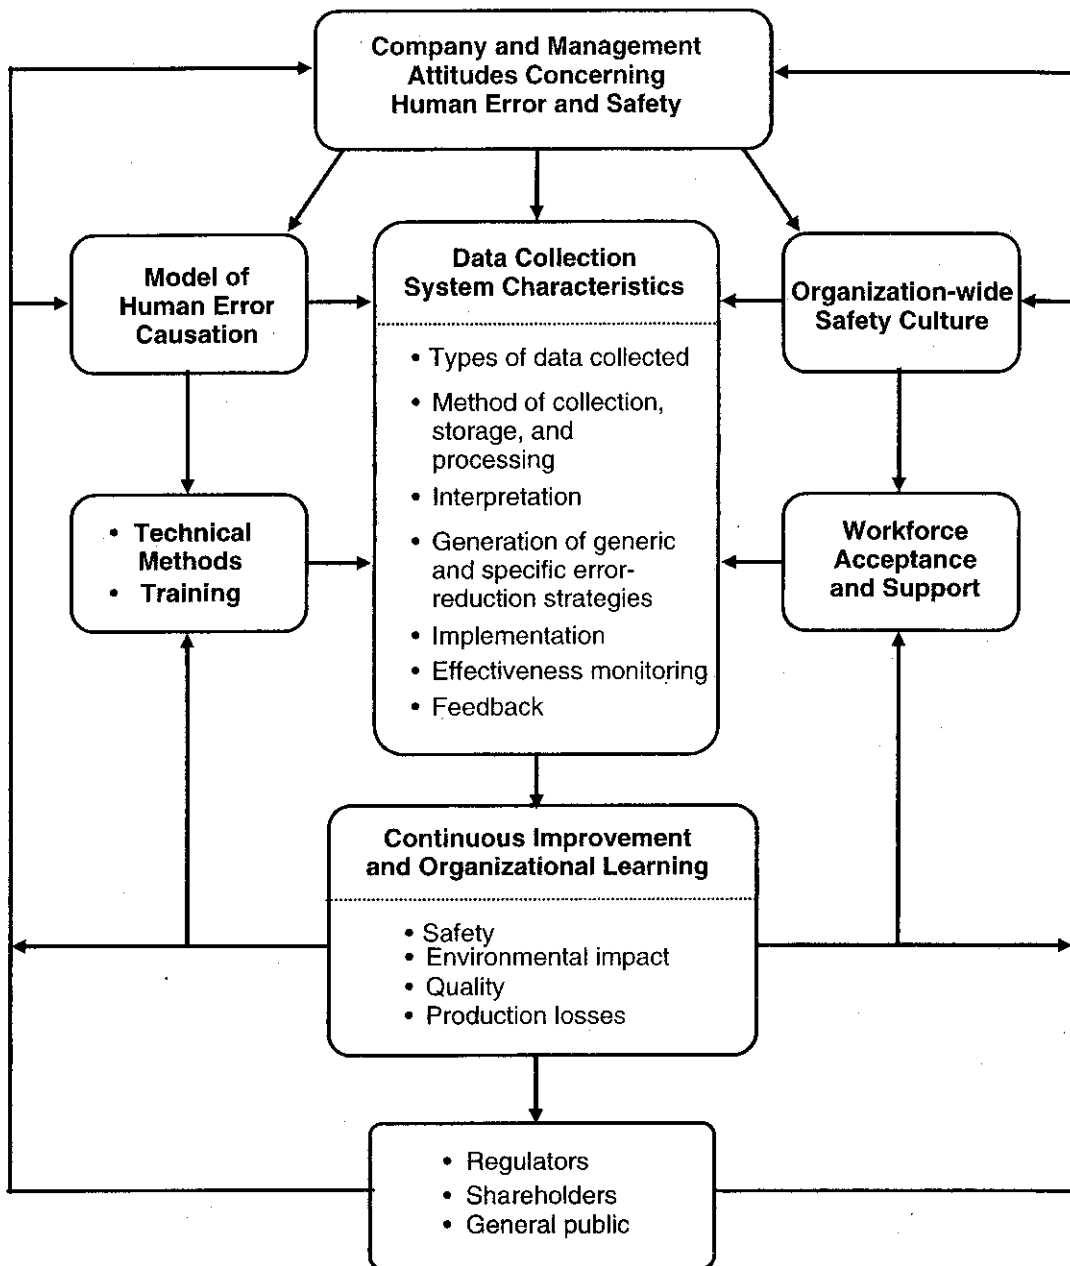 Company and Management
Attitudes Concerning
Human Error and Safety
Model of
Human Error
Causation
Data Collection
System Characteristics
• Types of data collected
• Method of collection,
storage, and
processing
• Interpretation
• Generation of generic
and specific error-
reduction strategies
• Implementation
• Effectiveness monitoring
• Feedback
Organization-wide
Safety Culture
• Technical
Methods
• Training
Workforce
Acceptance
and Support
Continuous Improvement
and Organizational Learning
• Safety
• Environmental impact
• Quality
• Production losses
• Regulators
• Shareholders
• General public